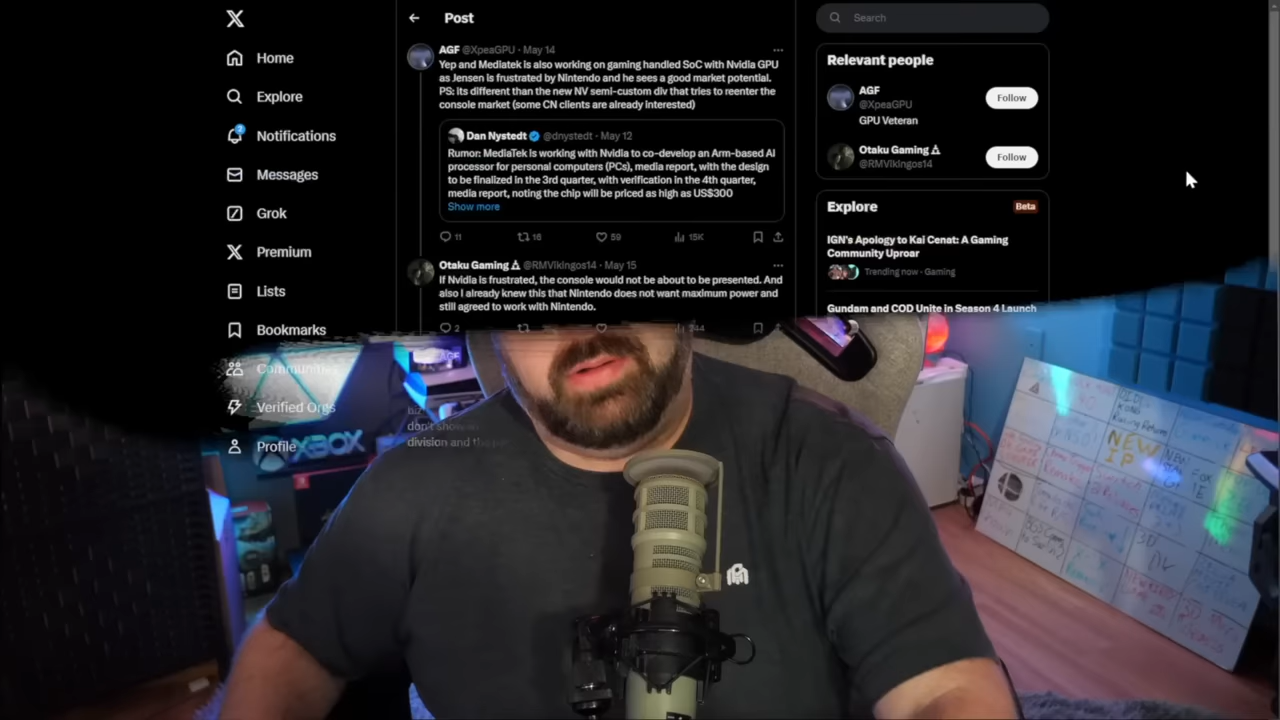 Post
Search
Home
Explore
Notifications
Messages
Grok
Premium
Lists
Bookmarks
Communities
Verified Orgs
Profile
AGF @XpeaGPU · May 14
Yep and Mediatek is also working on gaming handled SoC with Nvidia GPU
as Jensen is frustrated by Nintendo and he sees a good market potential.
PS: its different than the new NV semi-custom div that tries to reenter the
console market (some CN clients are already interested)
Dan Nystedt @dnystedt · May 12
Rumor: MediaTek is working with Nvidia to co-develop an Arm-based AI
processor for personal computers (PCs), media report, with the design
to be finalized in the 3rd quarter, with verification in the 4th quarter,
media report, noting the chip will be priced as high as US$300
Show more
11 16 59 15K
Otaku Gaming @RMVikingos14 · May 15
If Nvidia is frustrated, the console would not be about to be presented. And
also I already knew this that Nintendo does not want maximum power and
still agreed to work with Nintendo.
2 244
don't show
division and the
Relevant people
AGF
@XpeaGPU
GPU Veteran
Follow
Otaku Gaming
@RMVikingos14
Follow
Explore
Beta
IGN's Apology to Kai Cenat: A Gaming
Community Uproar
Trending now · Gaming
Gundam and COD Unite in Season 4 Launch
XBOX
NEW
IP
3D